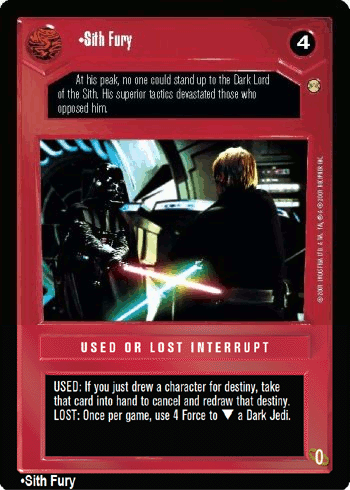 •Sith Fury
4
At his peak, no one could stand up to the Dark Lord
of the Sith. His superior tactics devastated those who
opposed him.
USED OR LOST INTERRUPT
USED: If you just drew a character for destiny, take
that card into hand to cancel and redraw that destiny.
LOST: Once per game, use 4 Force to ▼ a Dark Jedi.
0
•Sith Fury